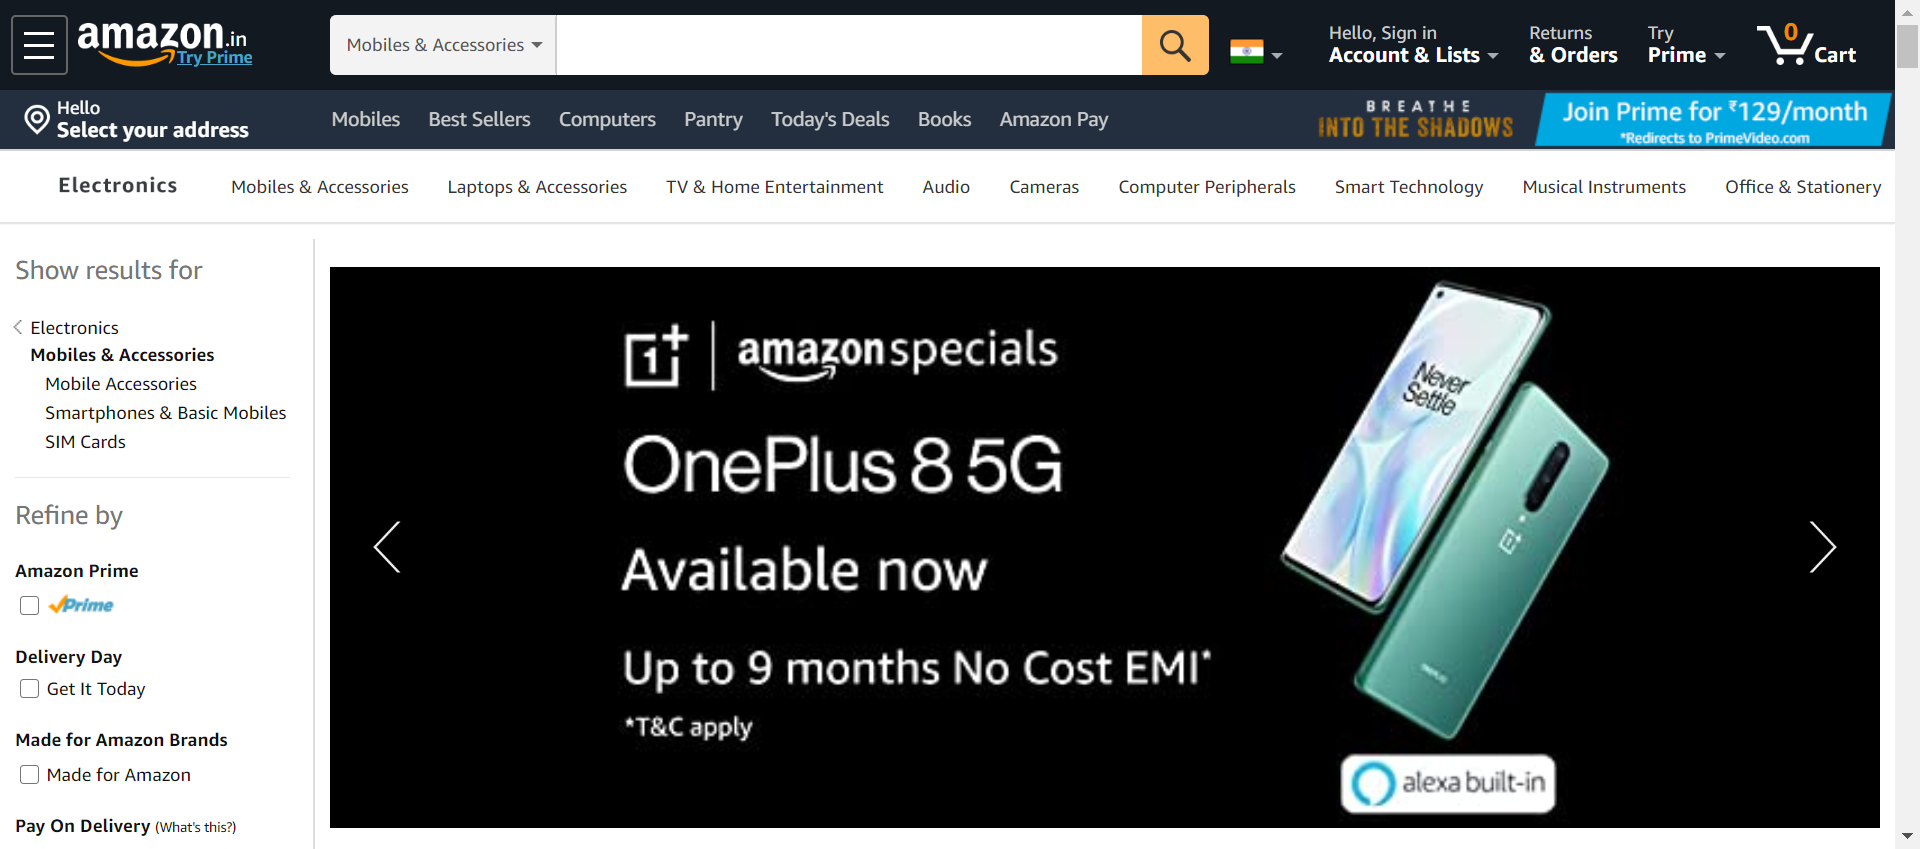 amazon.in
Try Prime
Mobiles & Accessories
Hello, Sign in
Account & Lists
Returns
& Orders
Try
Prime
0
Cart
Hello
Select your address
Mobiles
Best Sellers
Computers
Pantry
Today's Deals
Books
Amazon Pay
BREATHE
INTO THE SHADOWS
Join Prime for ₹129/month
*Redirects to PrimeVideo.com
Electronics
Mobiles & Accessories
Laptops & Accessories
TV & Home Entertainment
Audio
Cameras
Computer Peripherals
Smart Technology
Musical Instruments
Office & Stationery
Show results for
Electronics
Mobiles & Accessories
Mobile Accessories
Smartphones & Basic Mobiles
SIM Cards
Refine by
Amazon Prime
Prime
Delivery Day
Get It Today
Made for Amazon Brands
Made for Amazon
Pay On Delivery (What's this?)
1+ | amazon specials
OnePlus 8 5G
Available now
Up to 9 months No Cost EMI*
*T&C apply
Never
Settle
alexa built-in